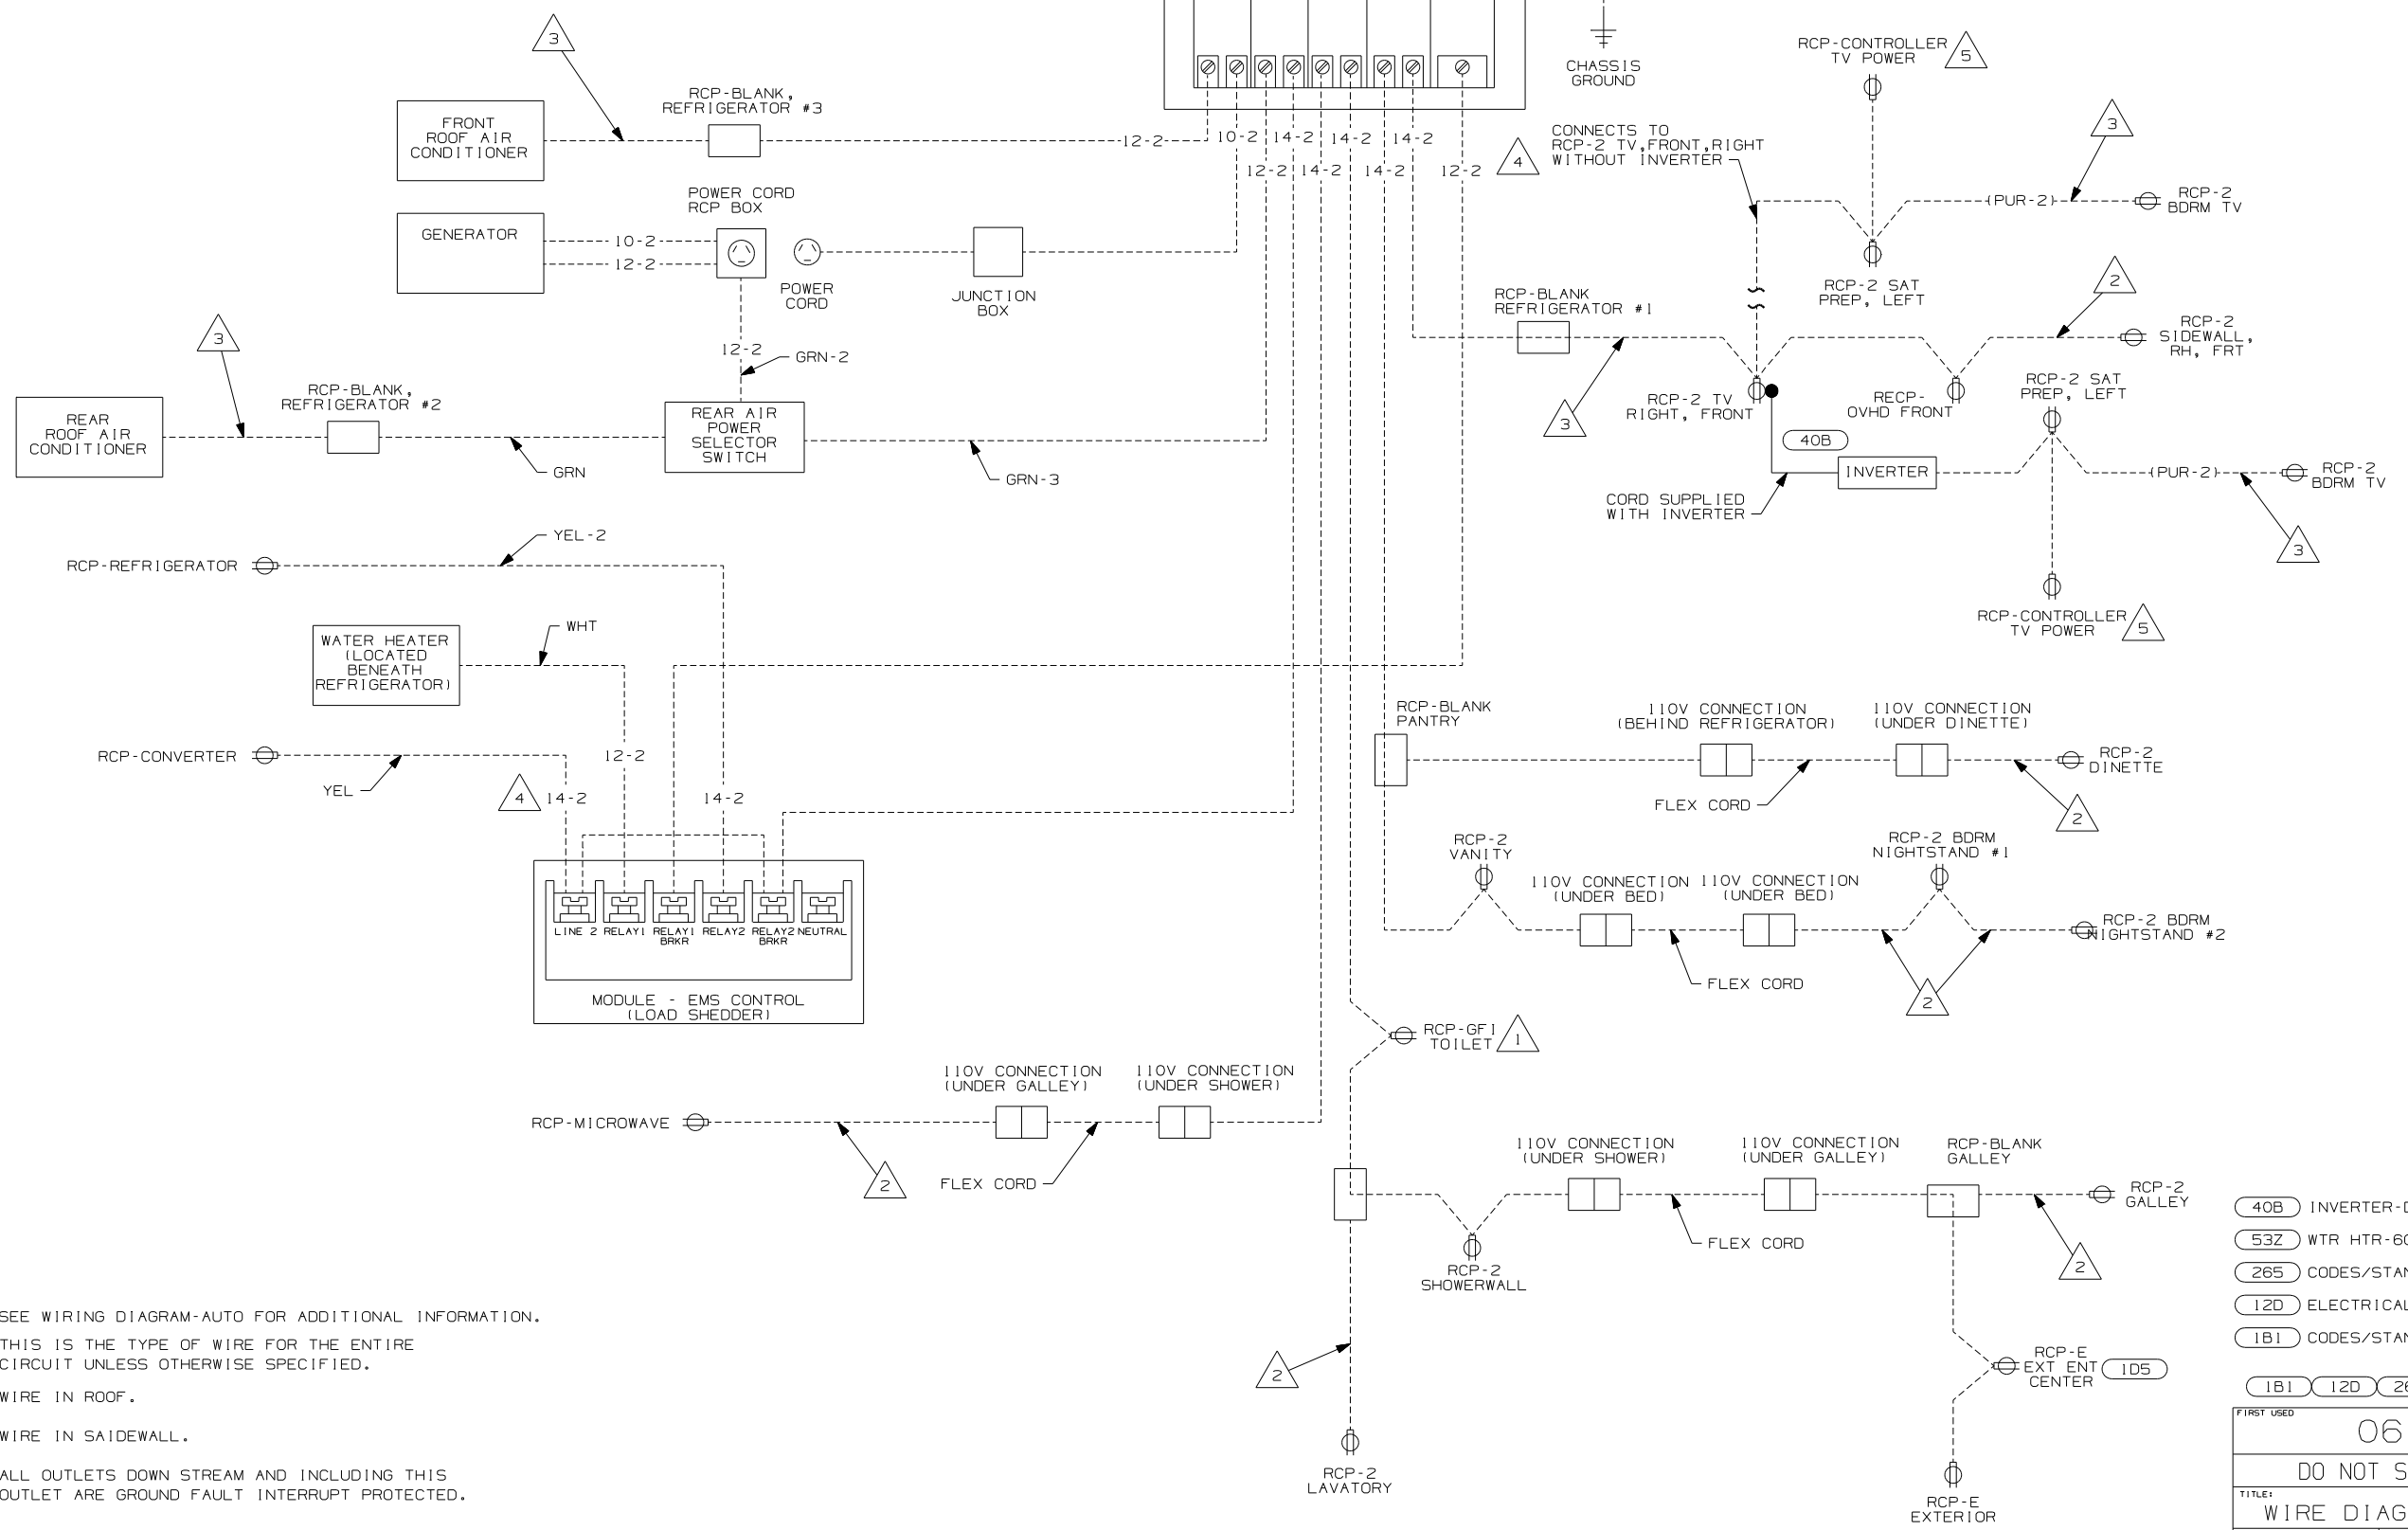 3
FRONT
ROOF AIR
CONDITIONER
RCP-BLANK,
REFRIGERATOR #3
12-2
10-2
14-2
14-2
14-2
12-2
14-2
14-2
12-2
4
CHASSIS
GROUND
RCP-CONTROLLER
TV POWER
5
CONNECTS TO
RCP-2 TV,FRONT,RIGHT
WITHOUT INVERTER
3
(PUR-2)
RCP-2
BDRM TV
GENERATOR
10-2
12-2
POWER CORD
RCP BOX
POWER
CORD
JUNCTION
BOX
RCP-2 SAT
PREP, LEFT
2
RCP-BLANK
REFRIGERATOR #1
RCP-2
SIDEWALL,
RH, FRT
3
12-2
GRN-2
3
REAR
ROOF AIR
CONDITIONER
RCP-BLANK,
REFRIGERATOR #2
GRN
REAR AIR
POWER
SELECTOR
SWITCH
GRN-3
RCP-2 TV
RIGHT, FRONT
RECP-
OVHD FRONT
RCP-2 SAT
PREP, LEFT
40B
INVERTER
CORD SUPPLIED
WITH INVERTER
(PUR-2)
RCP-2
BDRM TV
3
RCP-CONTROLLER
TV POWER
5
RCP-REFRIGERATOR
YEL-2
WATER HEATER
(LOCATED
BENEATH
REFRIGERATOR)
WHT
RCP-CONVERTER
YEL
12-2
4
14-2
14-2
LINE 2
RELAY1
RELAY1
BRKR
RELAY2
RELAY2
BRKR
NEUTRAL
MODULE - EMS CONTROL
(LOAD SHEDDER)
RCP-BLANK
PANTRY
110V CONNECTION
(BEHIND REFRIGERATOR)
110V CONNECTION
(UNDER DINETTE)
RCP-2
DINETTE
FLEX CORD
2
RCP-2
VANITY
110V CONNECTION
(UNDER BED)
110V CONNECTION
(UNDER BED)
RCP-2 BDRM
NIGHTSTAND #1
RCP-2 BDRM
NIGHTSTAND #2
FLEX CORD
2
RCP-GFI
TOILET
1
RCP-MICROWAVE
110V CONNECTION
(UNDER GALLEY)
110V CONNECTION
(UNDER SHOWER)
2
FLEX CORD
110V CONNECTION
(UNDER SHOWER)
110V CONNECTION
(UNDER GALLEY)
RCP-BLANK
GALLEY
RCP-2
GALLEY
RCP-2
SHOWERWALL
FLEX CORD
2
2
RCP-2
LAVATORY
RCP-E
EXT ENT
CENTER
1D5
RCP-E
EXTERIOR
SEE WIRING DIAGRAM-AUTO FOR ADDITIONAL INFORMATION.
THIS IS THE TYPE OF WIRE FOR THE ENTIRE
CIRCUIT UNLESS OTHERWISE SPECIFIED.
WIRE IN ROOF.
WIRE IN SAIDEWALL.
ALL OUTLETS DOWN STREAM AND INCLUDING THIS
OUTLET ARE GROUND FAULT INTERRUPT PROTECTED.
40B INVERTER-
53Z WTR HTR-6
265 CODES/STAN
12D ELECTRICAL
1B1 CODES/STAN
1B1 12D 26
FIRST USED
06
DO NOT S
TITLE:
WIRE DIAG